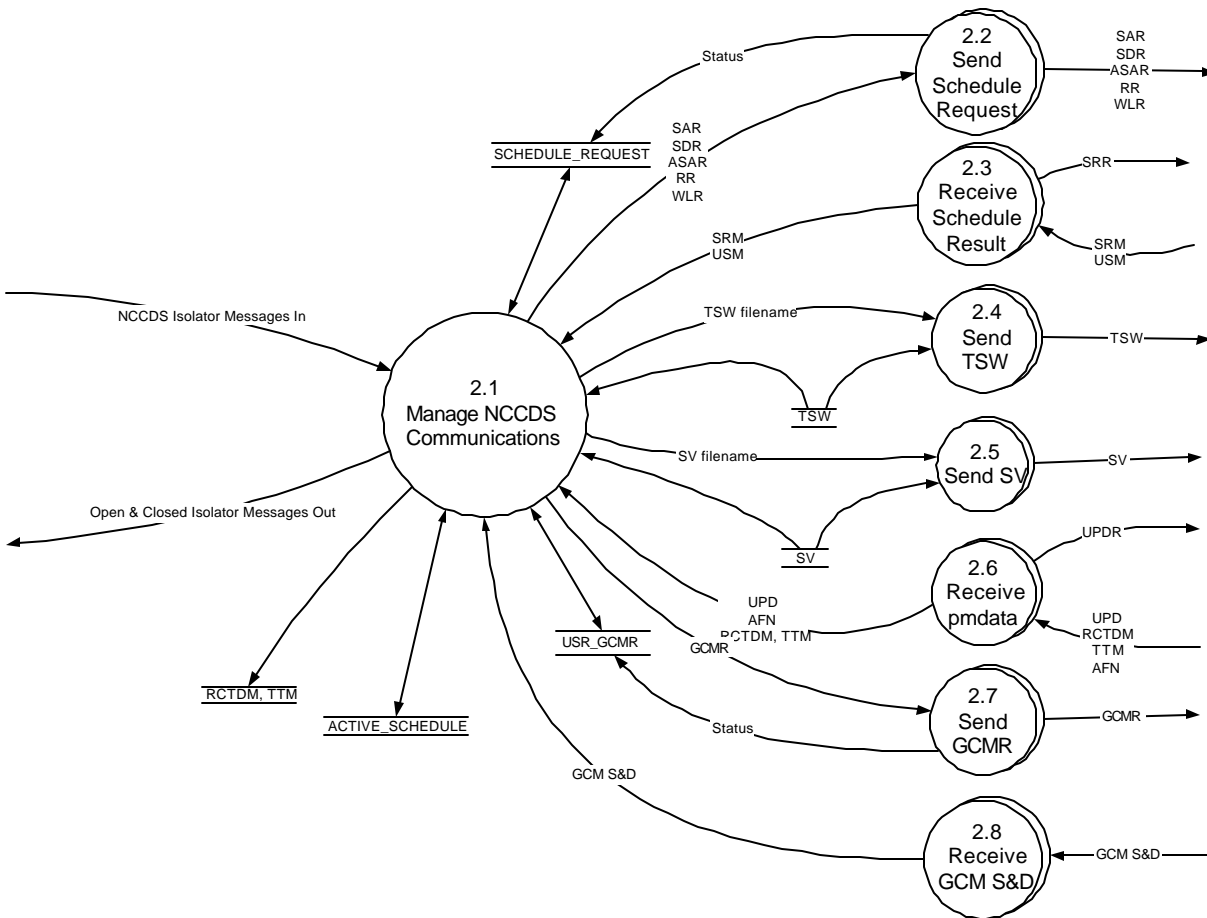 2.2
Send
Schedule
Request
SAR
SDR
ASAR
RR
WLR
Status
SCHEDULE_REQUEST
SAR
SDR
ASAR
RR
WLR
2.3
Receive
Schedule
Result
SRR
SRM
USM
SRM
USM
NCCDS Isolator Messages In
TSW filename
2.4
Send
TSW
TSW
TSW
2.1
Manage NCCDS
Communications
SV filename
2.5
Send SV
SV
SV
Open & Closed Isolator Messages Out
2.6
Receive
pmdata
UPDR
UPD
RCTDM
TTM
AFN
UPD
AFN
RCTDM, TTM
GCMR
USR_GCMR
RCTDM, TTM
ACTIVE_SCHEDULE
Status
2.7
Send
GCMR
GCMR
GCM S&D
2.8
Receive
GCM S&D
GCM S&D